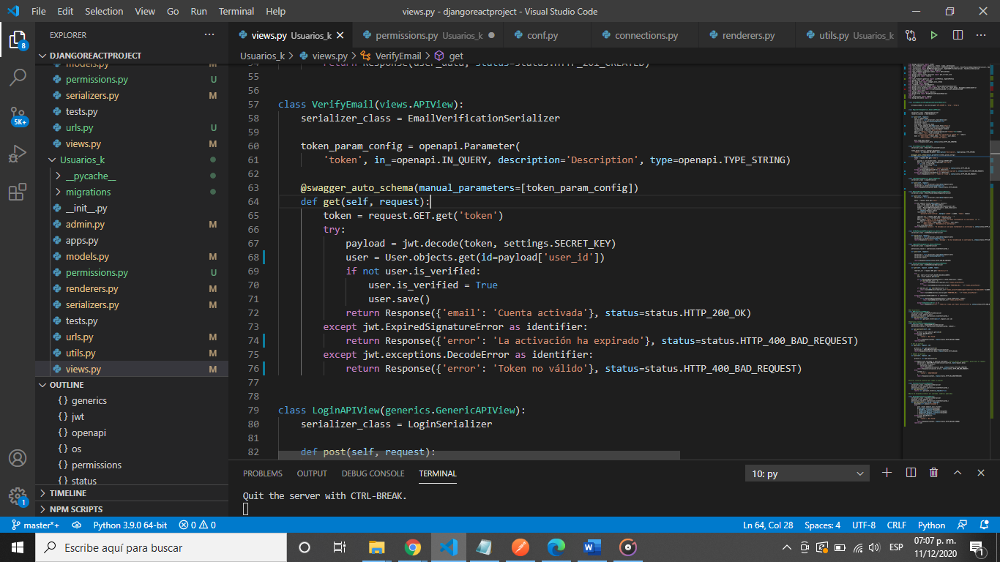 File Edit Selection View Go Run Terminal Help
views.py - djangoreactproject - Visual Studio Code
EXPLORER
DJANGOREACTPROJECT
models.py M
permissions.py U
serializers.py M
tests.py
urls.py U
views.py M
Usuarios_k
__pycache__
migrations
__init__.py
admin.py M
apps.py
models.py M
permissions.py U
renderers.py M
serializers.py M
tests.py
urls.py M
utils.py M
views.py M
OUTLINE
generics
jwt
openapi
os
permissions
status
TIMELINE
NPM SCRIPTS
8
5K+
1
views.py Usuarios_k
permissions.py Usuarios_k
conf.py
connections.py
renderers.py
utils.py Usuarios_k
Usuarios_k > views.py > VerifyEmail > get
54 return Response(user_data, status=status.HTTP_201_CREATED)
55
56
57 class VerifyEmail(views.APIView):
58 serializer_class = EmailVerificationSerializer
59
60 token_param_config = openapi.Parameter(
61 'token', in_=openapi.IN_QUERY, description='Description', type=openapi.TYPE_STRING)
62
63 @swagger_auto_schema(manual_parameters=[token_param_config])
64 def get(self, request):
65 token = request.GET.get('token')
66 try:
67 payload = jwt.decode(token, settings.SECRET_KEY)
68 user = User.objects.get(id=payload['user_id'])
69 if not user.is_verified:
70 user.is_verified = True
71 user.save()
72 return Response({'email': 'Cuenta activada'}, status=status.HTTP_200_OK)
73 except jwt.ExpiredSignatureError as identifier:
74 return Response({'error': 'La activación ha expirado'}, status=status.HTTP_400_BAD_REQUEST)
75 except jwt.exceptions.DecodeError as identifier:
76 return Response({'error': 'Token no válido'}, status=status.HTTP_400_BAD_REQUEST)
77
78
79 class LoginAPIView(generics.GenericAPIView):
80 serializer_class = LoginSerializer
81
82 def post(self, request):
PROBLEMS OUTPUT DEBUG CONSOLE TERMINAL
10: py
Quit the server with CTRL-BREAK.
master*+ Python 3.9.0 64-bit 0 0
Ln 64, Col 28 Spaces: 4 UTF-8 CRLF Python
Escribe aquí para buscar
ESP
07:07 p. m.
11/12/2020
1